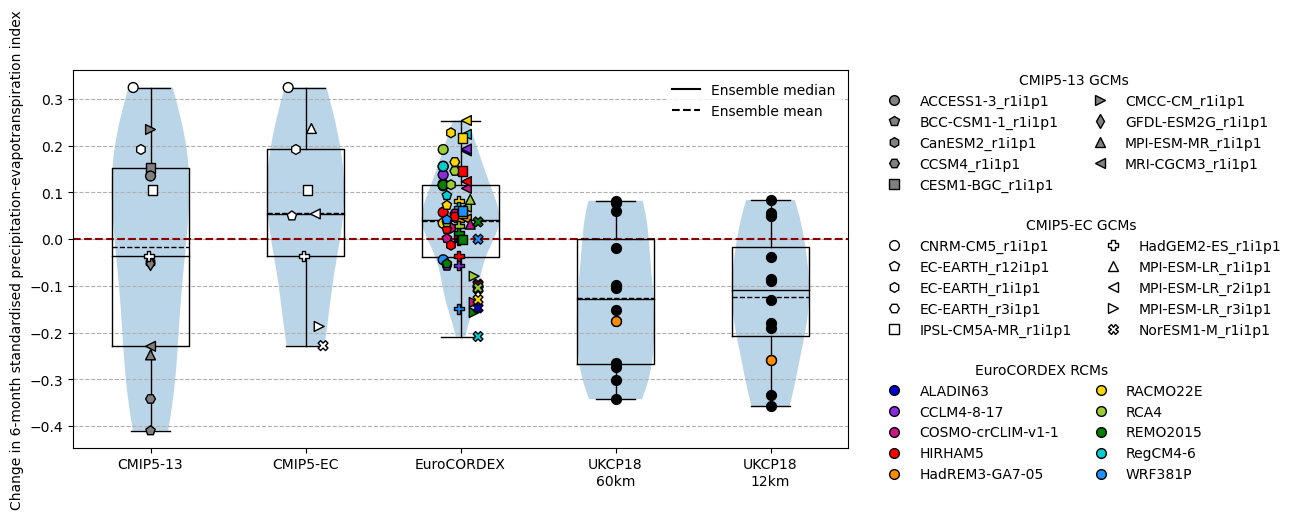 Change in 6-month standardised precipitation-evapotranspiration index
0.3
0.2
0.1
0.0
−0.1
−0.2
−0.3
−0.4
Ensemble median
Ensemble mean
CMIP5-13
CMIP5-EC
EuroCORDEX
UKCP18
60km
UKCP18
12km
CMIP5-13 GCMs
ACCESS1-3_r1i1p1
BCC-CSM1-1_r1i1p1
CanESM2_r1i1p1
CCSM4_r1i1p1
CESM1-BGC_r1i1p1
CMCC-CM_r1i1p1
GFDL-ESM2G_r1i1p1
MPI-ESM-MR_r1i1p1
MRI-CGCM3_r1i1p1
CMIP5-EC GCMs
CNRM-CM5_r1i1p1
EC-EARTH_r12i1p1
EC-EARTH_r1i1p1
EC-EARTH_r3i1p1
IPSL-CM5A-MR_r1i1p1
HadGEM2-ES_r1i1p1
MPI-ESM-LR_r1i1p1
MPI-ESM-LR_r2i1p1
MPI-ESM-LR_r3i1p1
NorESM1-M_r1i1p1
EuroCORDEX RCMs
ALADIN63
CCLM4-8-17
COSMO-crCLIM-v1-1
HIRHAM5
HadREM3-GA7-05
RACMO22E
RCA4
REMO2015
RegCM4-6
WRF381P